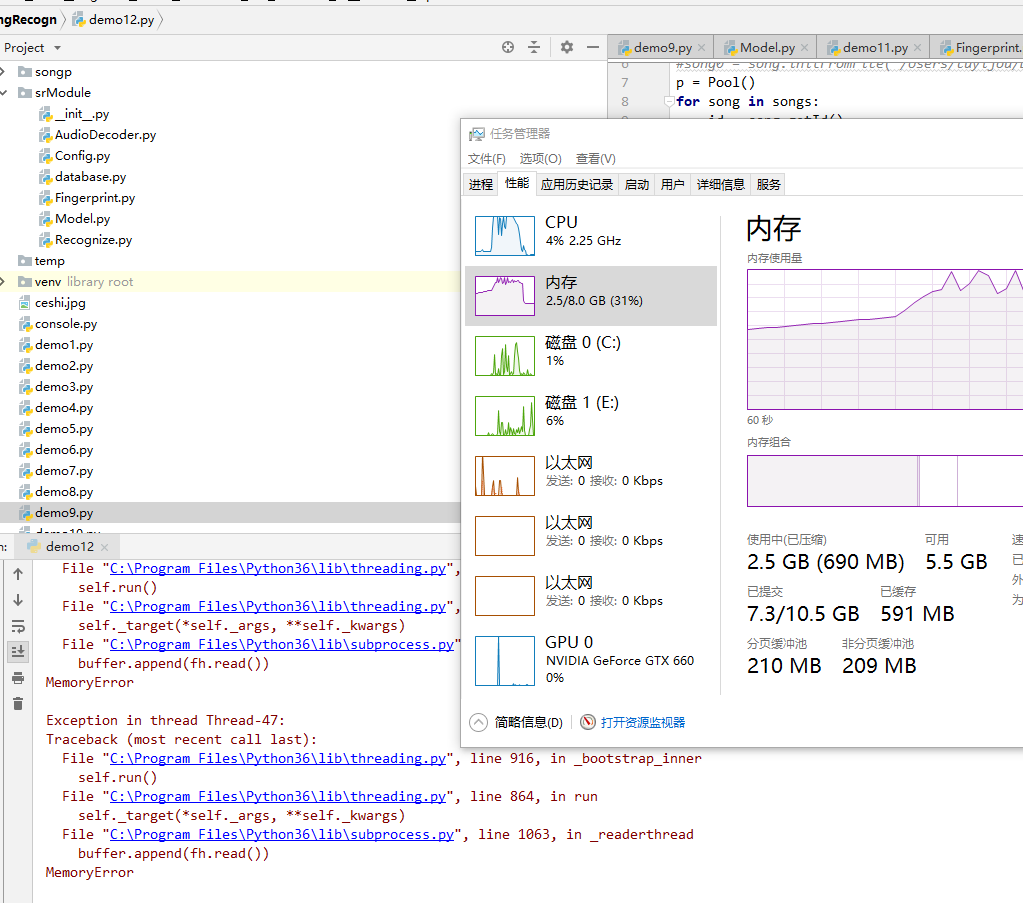 ngRecogn
demo12.py
Project
demo9.py
Model.py
demo11.py
Fingerprint.
6
7 p = Pool()
8 for song in songs:
songp
srModule
__init__.py
AudioDecoder.py
Config.py
database.py
Fingerprint.py
Model.py
Recognize.py
temp
venv library root
ceshi.jpg
console.py
demo1.py
demo2.py
demo3.py
demo4.py
demo5.py
demo6.py
demo7.py
demo8.py
demo9.py
任务管理器
文件(F) 选项(O) 查看(V)
进程 性能 应用历史记录 启动 用户 详细信息 服务
CPU
4% 2.25 GHz
内存
2.5/8.0 GB (31%)
磁盘 0 (C:)
1%
磁盘 1 (E:)
6%
以太网
发送: 0 接收: 0 Kbps
以太网
发送: 0 接收: 0 Kbps
以太网
发送: 0 接收: 0 Kbps
GPU 0
NVIDIA GeForce GTX 660
0%
内存
内存使用量
60 秒
内存组合
使用中(已压缩) 可用
2.5 GB (690 MB) 5.5 GB
已提交 已缓存
7.3/10.5 GB 591 MB
分页缓冲池 非分页缓冲池
210 MB 209 MB
速
已
外
为
简略信息(D) 打开资源监视器
n: demo12
File "C:\Program Files\Python36\lib\threading.py",
self.run()
File "C:\Program Files\Python36\lib\threading.py",
self._target(*self._args, **self._kwargs)
File "C:\Program Files\Python36\lib\subprocess.py"
buffer.append(fh.read())
MemoryError
Exception in thread Thread-47:
Traceback (most recent call last):
File "C:\Program Files\Python36\lib\threading.py", line 916, in _bootstrap_inner
self.run()
File "C:\Program Files\Python36\lib\threading.py", line 864, in run
self._target(*self._args, **self._kwargs)
File "C:\Program Files\Python36\lib\subprocess.py", line 1063, in _readerthread
buffer.append(fh.read())
MemoryError